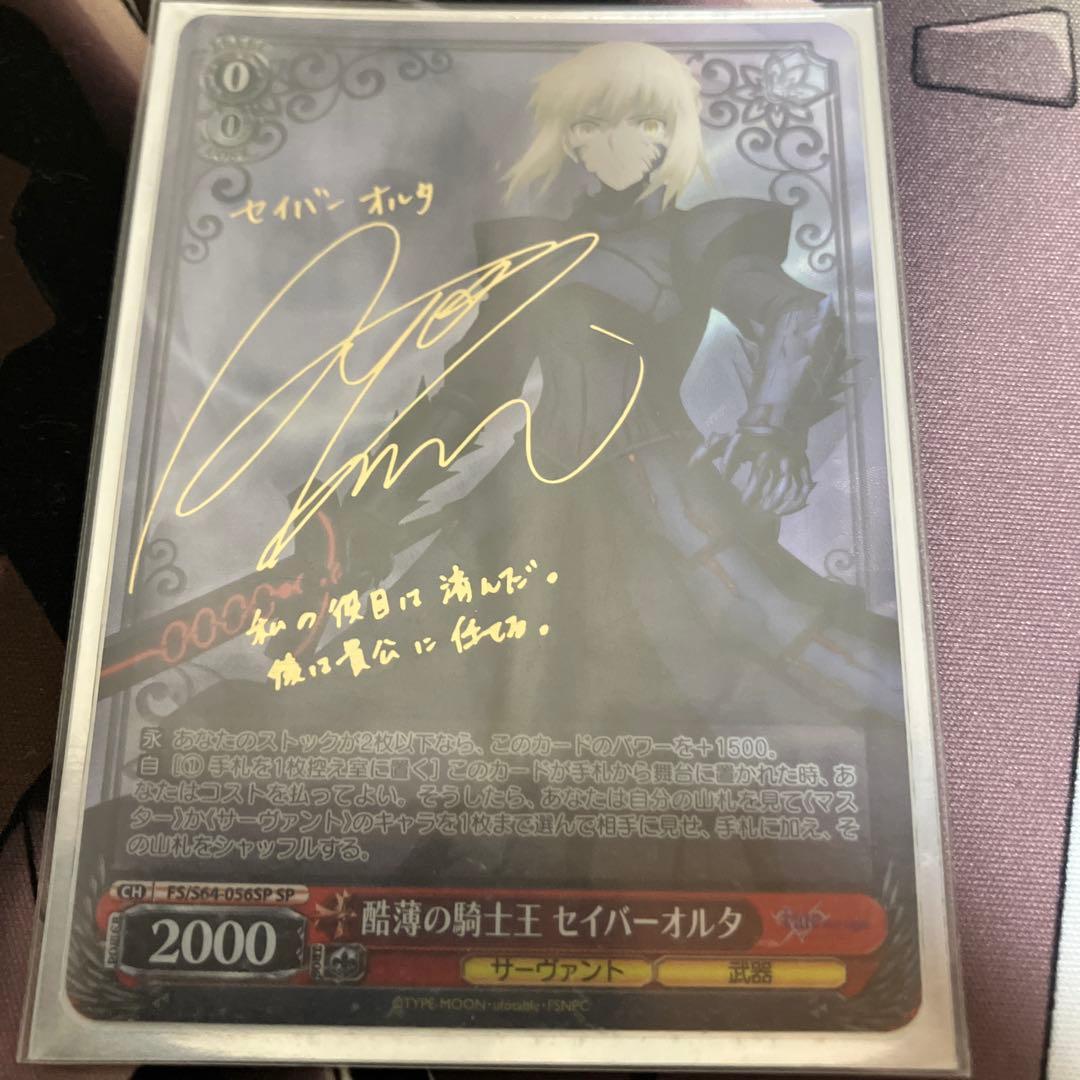 0
0
セイバー オルタ
私の役目は済んだ。
後は貴公に任せる。
永 あなたのストックが2枚以下なら、このカードのパワーを+1500。
自 [① 手札を1枚控え室に置く] このカードが手札から舞台に置かれた時、あ
なたはコストを払ってよい。そうしたら、あなたは自分の山札を見て《マス
ター》か《サーヴァント》のキャラを1枚まで選んで相手に見せ、手札に加え、そ
の山札をシャッフルする。
CH FS/S64-056SP SP
POWER 2000 SOUL 酷薄の騎士王 セイバーオルタ
サーヴァント 武器
©TYPE-MOON・ufotable・FSNPC